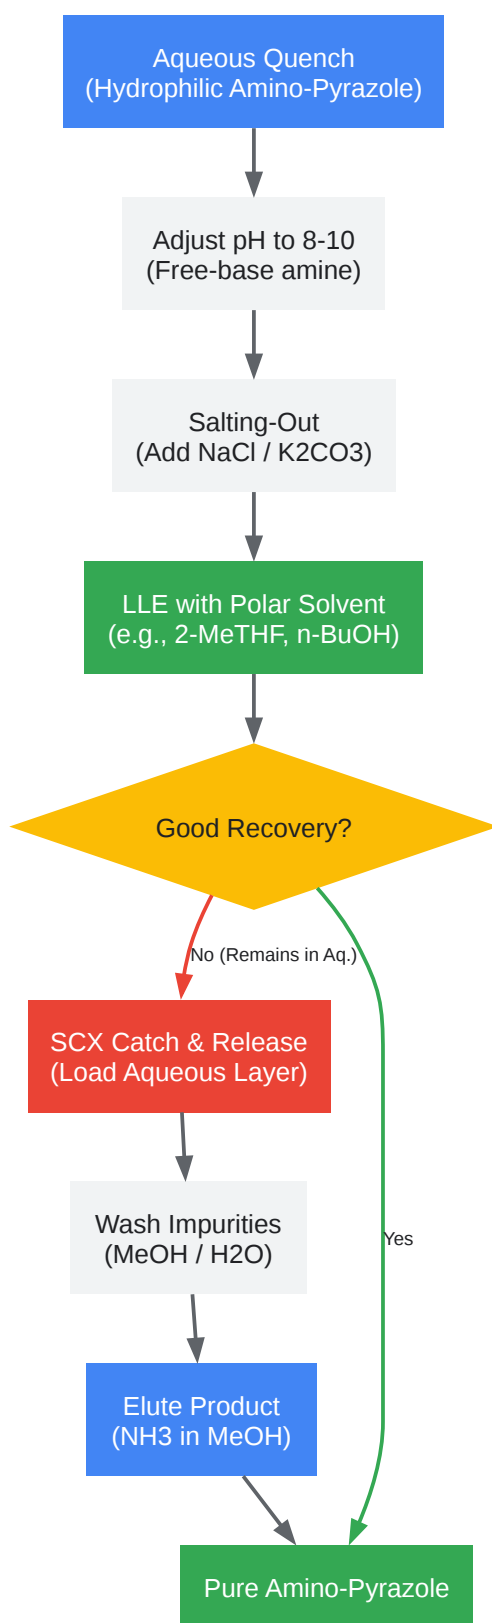 Aqueous Quench
(Hydrophilic Amino-Pyrazole)
Adjust pH to 8-10
(Free-base amine)
Salting-Out
(Add NaCl / K2CO3)
LLE with Polar Solvent
(e.g., 2-MeTHF, n-BuOH)
Good Recovery?
No (Remains in Aq.)
SCX Catch & Release
(Load Aqueous Layer)
Wash Impurities
(MeOH / H2O)
Yes
Elute Product
(NH3 in MeOH)
Pure Amino-Pyrazole